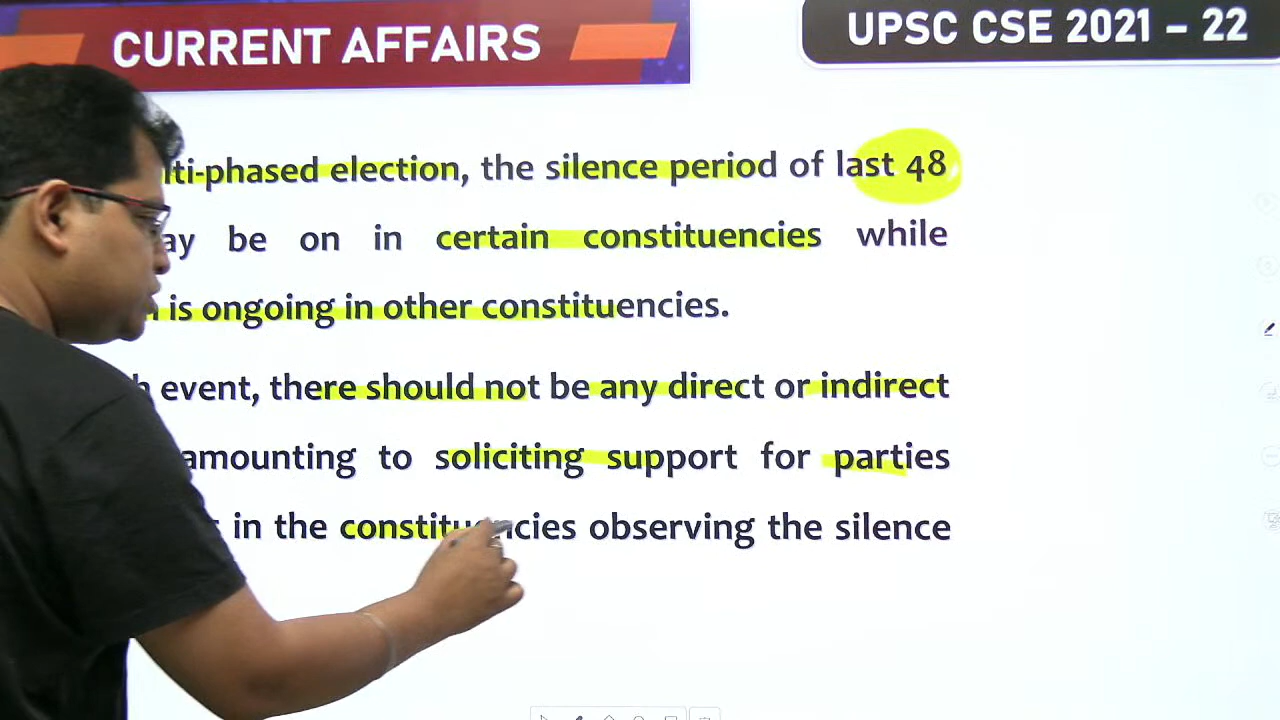 CURRENT AFFAIRS
UPSC CSE 2021 – 22
ti-phased election, the silence period of last 48
ay be on in certain constituencies while
is ongoing in other constituencies.
event, there should not be any direct or indirect
amounting to soliciting support for parties
in the constituencies observing the silence